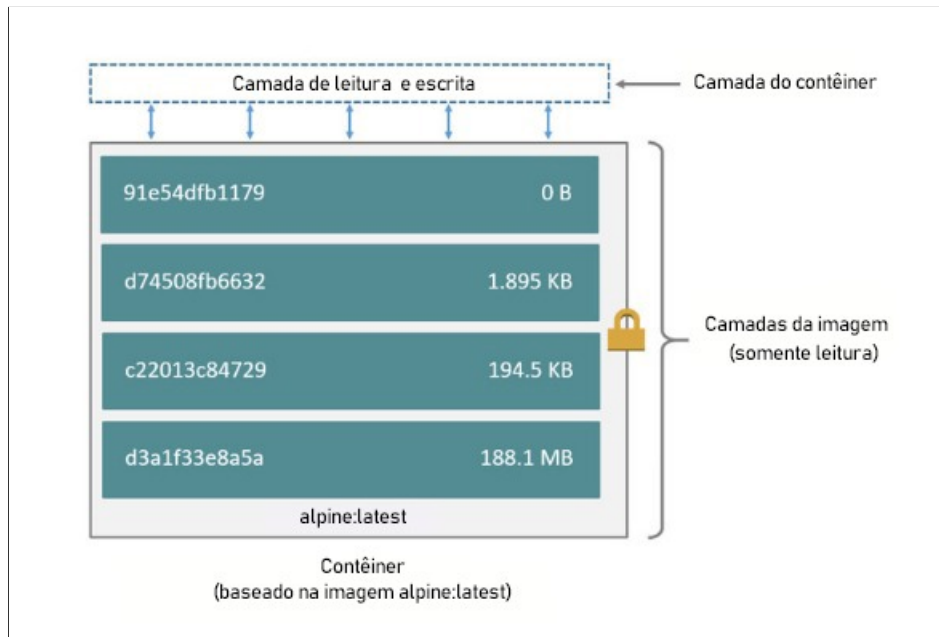 Camada de leitura e escrita
Camada do contêiner
91e54dfb1179 0 B
d74508fb6632 1.895 KB
c22013c84729 194.5 KB
d3a1f33e8a5a 188.1 MB
alpine:latest
Camadas da imagem
(somente leitura)
Contêiner
(baseado na imagem alpine:latest)